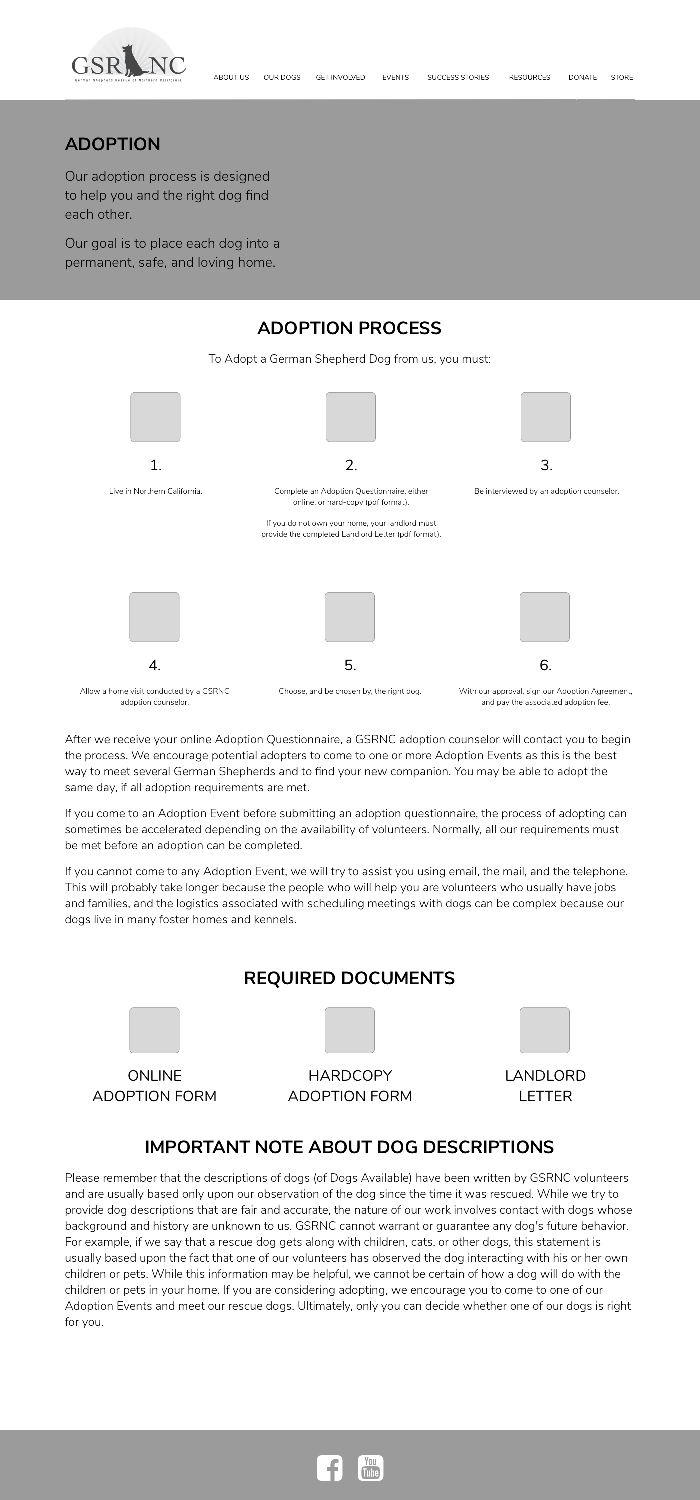 GSR NC
German Shepherd Rescue of Northern California
ABOUT US OUR DOGS GET INVOLVED EVENTS SUCCESS STORIES RESOURCES DONATE STORE
ADOPTION
Our adoption process is designed
to help you and the right dog find
each other.
Our goal is to place each dog into a
permanent, safe, and loving home.
ADOPTION PROCESS
To Adopt a German Shepherd Dog from us, you must:
1.
Live in Northern California.
2.
Complete an Adoption Questionnaire, either
online, or hard-copy (pdf format).
If you do not own your home, your landlord must
provide the completed Landlord Letter (pdf format).
3.
Be interviewed by an adoption counselor.
4.
Allow a home visit conducted by a GSRNC
adoption counselor.
5.
Choose, and be chosen by, the right dog.
6.
With our approval, sign our Adoption Agreement,
and pay the associated adoption fee.
After we receive your online Adoption Questionnaire, a GSRNC adoption counselor will contact you to begin
the process. We encourage potential adopters to come to one or more Adoption Events as this is the best
way to meet several German Shepherds and to find your new companion. You may be able to adopt the
same day, if all adoption requirements are met.
If you come to an Adoption Event before submitting an adoption questionnaire, the process of adopting can
sometimes be accelerated depending on the availability of volunteers. Normally, all our requirements must
be met before an adoption can be completed.
If you cannot come to any Adoption Event, we will try to assist you using email, the mail, and the telephone.
This will probably take longer because the people who will help you are volunteers who usually have jobs
and families, and the logistics associated with scheduling meetings with dogs can be complex because our
dogs live in many foster homes and kennels.
REQUIRED DOCUMENTS
ONLINE
ADOPTION FORM
HARDCOPY
ADOPTION FORM
LANDLORD
LETTER
IMPORTANT NOTE ABOUT DOG DESCRIPTIONS
Please remember that the descriptions of dogs (of Dogs Available) have been written by GSRNC volunteers
and are usually based only upon our observation of the dog since the time it was rescued. While we try to
provide dog descriptions that are fair and accurate, the nature of our work involves contact with dogs whose
background and history are unknown to us. GSRNC cannot warrant or guarantee any dog's future behavior.
For example, if we say that a rescue dog gets along with children, cats, or other dogs, this statement is
usually based upon the fact that one of our volunteers has observed the dog interacting with his or her own
children or pets. While this information may be helpful, we cannot be certain of how a dog will do with the
children or pets in your home. If you are considering adopting, we encourage you to come to one of our
Adoption Events and meet our rescue dogs. Ultimately, only you can decide whether one of our dogs is right
for you.
You
Tube